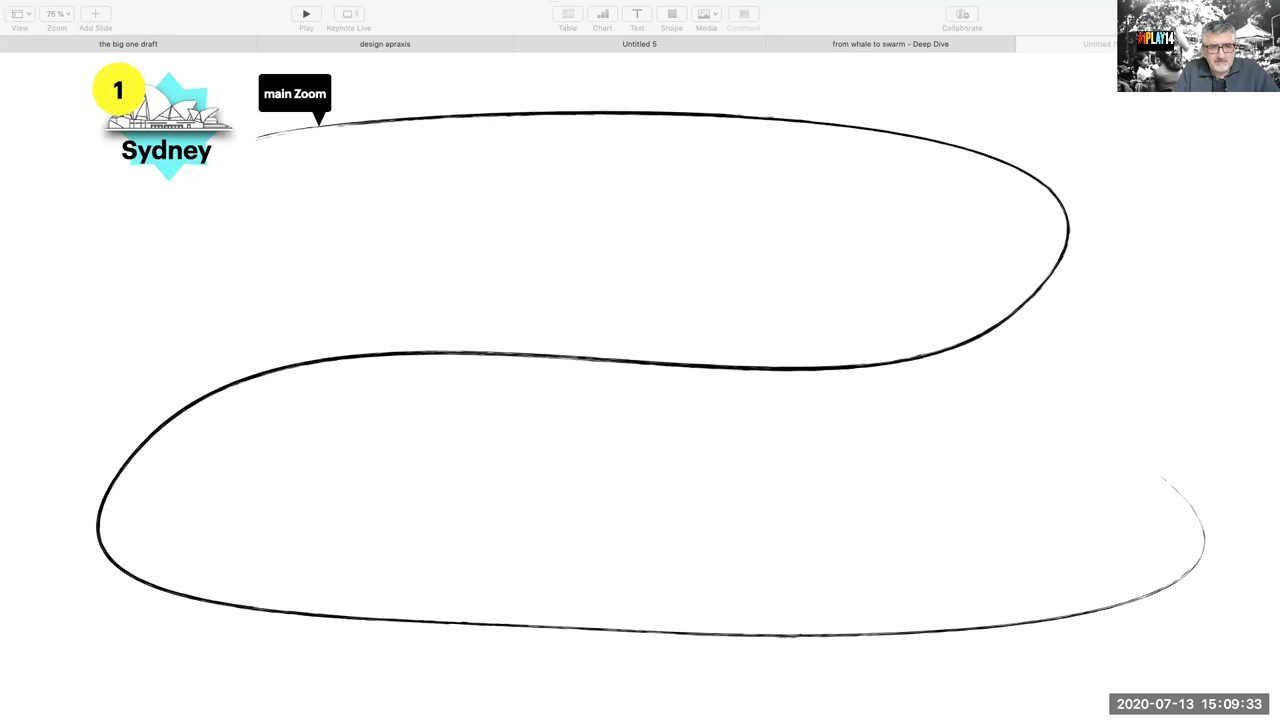 View
75 %
Zoom
Add Slide
Play
Keynote Live
Table
Chart
Text
Shape
Media
Comment
Collaborate
the big one draft
design apraxis
Untitled 5
from whale to swarm - Deep Dive
Untitled
#PLAY14
1
Sydney
main Zoom
2020-07-13 15:09:33